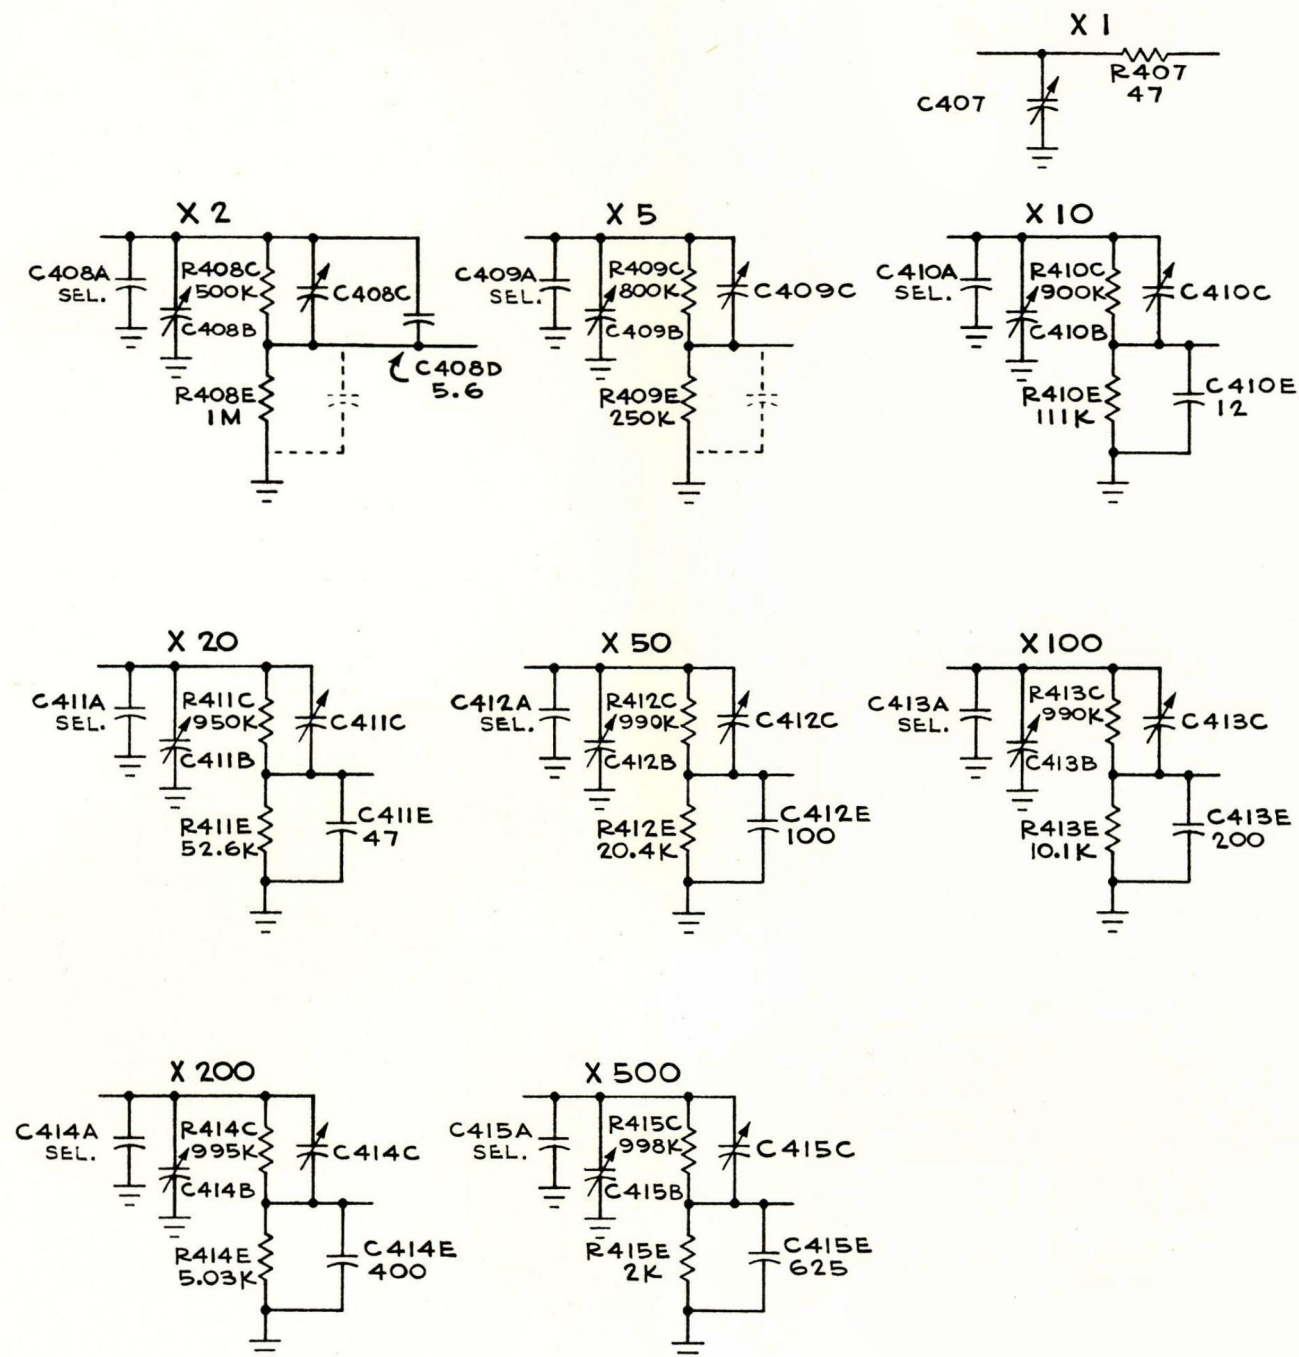 X 1
R407
47
C407
X 2
C408A
SEL.
R408C
500K
C408B
C408C
C408D
5.6
R408E
1M
X 5
C409A
SEL.
R409C
800K
C409B
C409C
R409E
250K
X 10
C410A
SEL.
R410C
900K
C410B
C410C
R410E
111K
C410E
12
X 20
C411A
SEL.
R411C
950K
C411B
C411C
R411E
52.6K
C411E
47
X 50
C412A
SEL.
R412C
990K
C412B
C412C
R412E
20.4K
C412E
100
X 100
C413A
SEL.
R413C
990K
C413B
C413C
R413E
10.1K
C413E
200
X 200
C414A
SEL.
R414C
995K
C414B
C414C
R414E
5.03K
C414E
400
X 500
C415A
SEL.
R415C
998K
C415B
C415C
R415E
2K
C415E
625